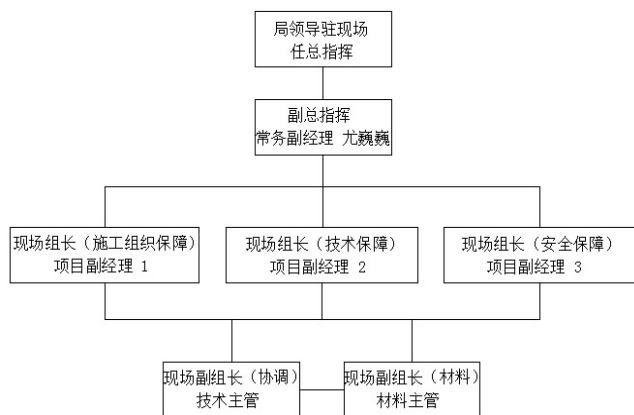 局领导驻现场
任总指挥
副总指挥
常务副经理 尤巍巍
现场组长（施工组织保障）
项目副经理 1
现场组长（技术保障）
项目副经理 2
现场组长（安全保障）
项目副经理 3
现场副组长（协调）
技术主管
现场副组长（材料）
材料主管